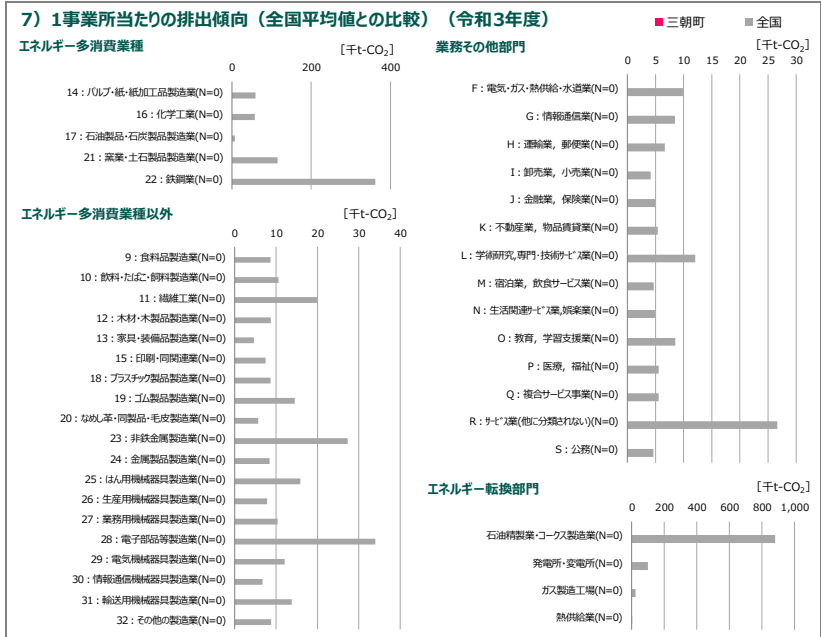 7）1事業所当たりの排出傾向（全国平均値との比較）（令和3年度）
■三朝町 ■全国
エネルギー多消費業種
[千t-CO₂]
0 200 400
14：パルプ・紙・紙加工品製造業(N=0)
16：化学工業(N=0)
17：石油製品・石炭製品製造業(N=0)
21：窯業・土石製品製造業(N=0)
22：鉄鋼業(N=0)
エネルギー多消費業種以外
[千t-CO₂]
0 10 20 30 40
9：食料品製造業(N=0)
10：飲料・たばこ・飼料製造業(N=0)
11：繊維工業(N=0)
12：木材・木製品製造業(N=0)
13：家具・装備品製造業(N=0)
15：印刷・同関連業(N=0)
18：プラスチック製品製造業(N=0)
19：ゴム製品製造業(N=0)
20：なめし革・同製品・毛皮製造業(N=0)
23：非鉄金属製造業(N=0)
24：金属製品製造業(N=0)
25：はん用機械器具製造業(N=0)
26：生産用機械器具製造業(N=0)
27：業務用機械器具製造業(N=0)
28：電子部品等製造業(N=0)
29：電気機械器具製造業(N=0)
30：情報通信機械器具製造業(N=0)
31：輸送用機械器具製造業(N=0)
32：その他の製造業(N=0)
業務その他部門
[千t-CO₂]
0 5 10 15 20 25 30
F：電気・ガス・熱供給・水道業(N=0)
G：情報通信業(N=0)
H：運輸業，郵便業(N=0)
I：卸売業，小売業(N=0)
J：金融業，保険業(N=0)
K：不動産業，物品賃貸業(N=0)
L：学術研究,専門・技術ｻｰﾋﾞｽ業(N=0)
M：宿泊業，飲食サービス業(N=0)
N：生活関連ｻｰﾋﾞｽ業,娯楽業(N=0)
O：教育，学習支援業(N=0)
P：医療，福祉(N=0)
Q：複合サービス事業(N=0)
R：ｻｰﾋﾞｽ業(他に分類されない)(N=0)
S：公務(N=0)
エネルギー転換部門
[千t-CO₂]
0 200 400 600 800 1,000
石油精製業・コークス製造業(N=0)
発電所・変電所(N=0)
ガス製造工場(N=0)
熱供給業(N=0)